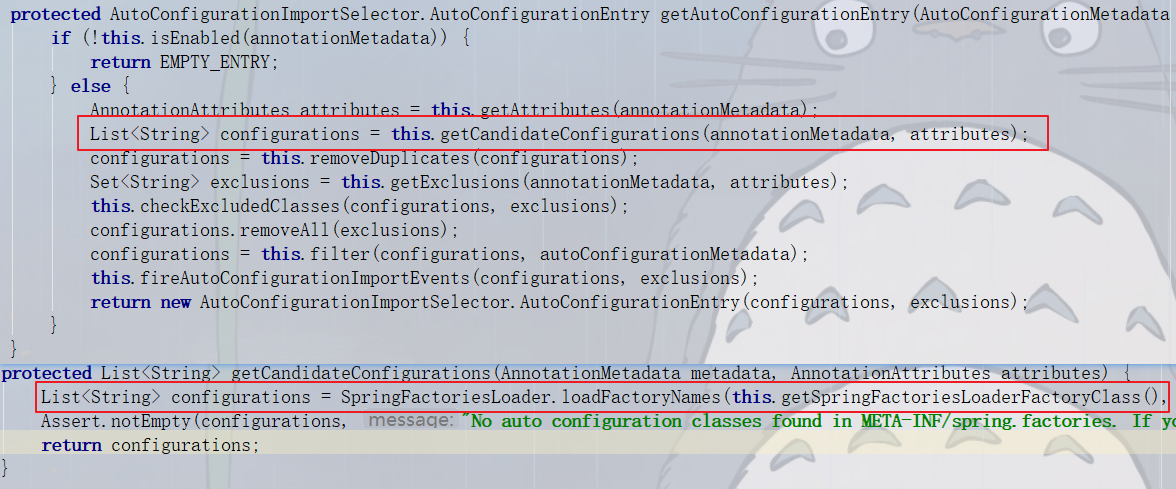 protected AutoConfigurationImportSelector.AutoConfigurationEntry getAutoConfigurationEntry(AutoConfigurationMetadata
if (!this.isEnabled(annotationMetadata)) {
return EMPTY_ENTRY;
} else {
AnnotationAttributes attributes = this.getAttributes(annotationMetadata);
List<String> configurations = this.getCandidateConfigurations(annotationMetadata, attributes);
configurations = this.removeDuplicates(configurations);
Set<String> exclusions = this.getExclusions(annotationMetadata, attributes);
this.checkExcludedClasses(configurations, exclusions);
configurations.removeAll(exclusions);
configurations = this.filter(configurations, autoConfigurationMetadata);
this.fireAutoConfigurationImportEvents(configurations, exclusions);
return new AutoConfigurationImportSelector.AutoConfigurationEntry(configurations, exclusions);
}
}
protected List<String> getCandidateConfigurations(AnnotationMetadata metadata, AnnotationAttributes attributes) {
List<String> configurations = SpringFactoriesLoader.loadFactoryNames(this.getSpringFactoriesLoaderFactoryClass(),
Assert.notEmpty(configurations, message: "No auto configuration classes found in META-INF/spring.factories. If yo
return configurations;
}